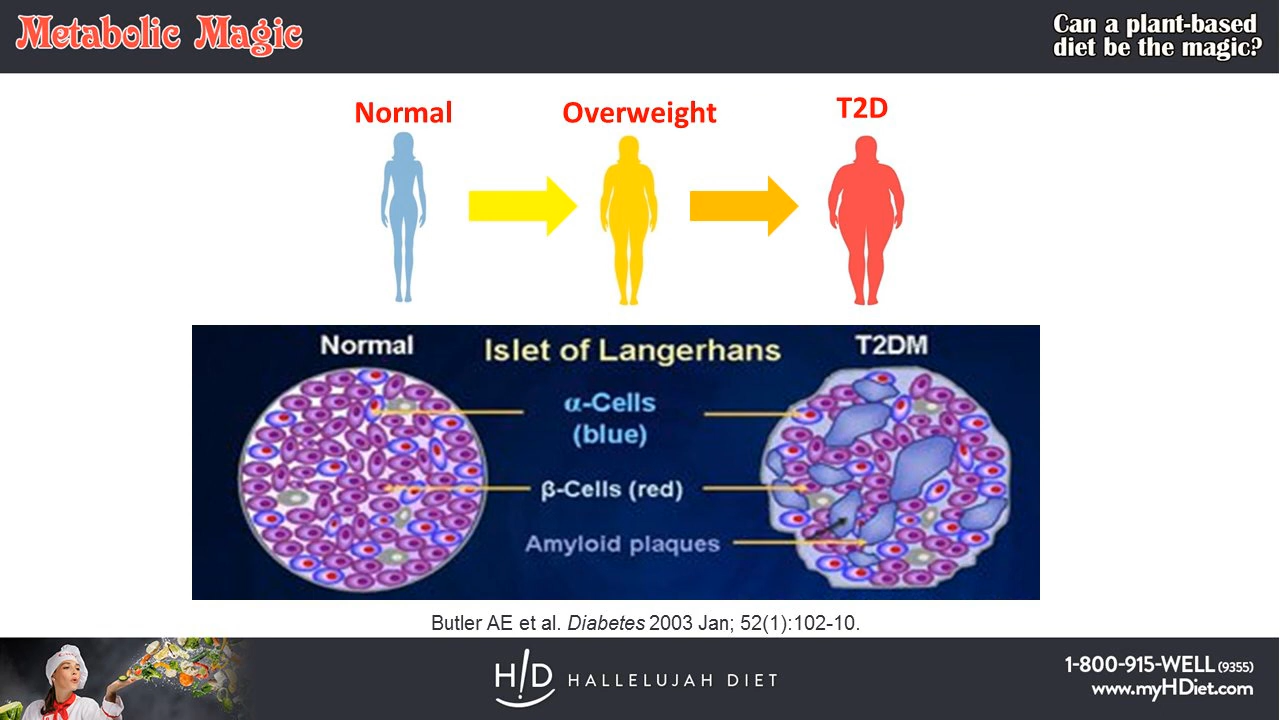 Metabolic Magic
Can a plant-based
diet be the magic?
Normal
Overweight
T2D
Normal
Islet of Langerhans
T2DM
α-Cells
(blue)
β-Cells (red)
Amyloid plaques
Butler AE et al. Diabetes 2003 Jan; 52(1):102-10.
H!D HALLELUJAH DIET
1-800-915-WELL (9355)
www.myHDiet.com